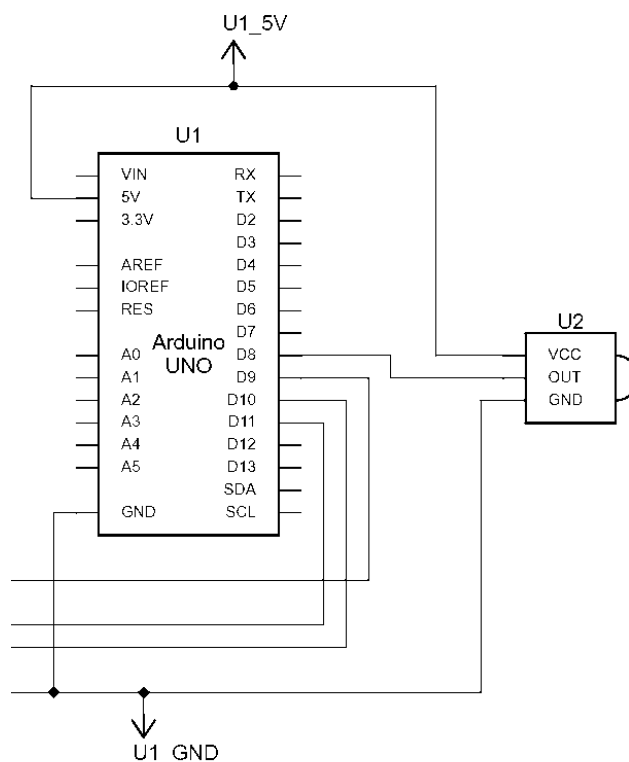 U1_5V
U1
VIN
5V
3.3V
AREF
IOREF
RES
A0
A1
A2
A3
A4
A5
GND
Arduino
UNO
RX
TX
D2
D3
D4
D5
D6
D7
D8
D9
D10
D11
D12
D13
SDA
SCL
U2
VCC
OUT
GND
U1_GND